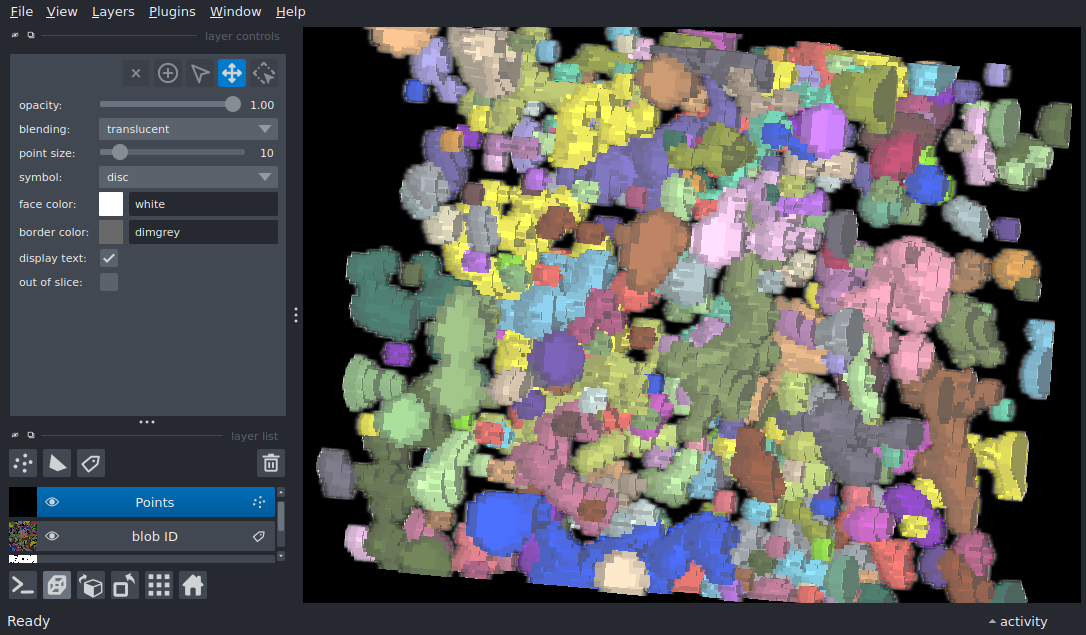 File View Layers Plugins Window Help
layer controls
opacity: 1.00
blending: translucent
point size: 10
symbol: disc
face color: white
border color: dimgrey
display text:
out of slice:
layer list
Points
blob ID
Ready
activity